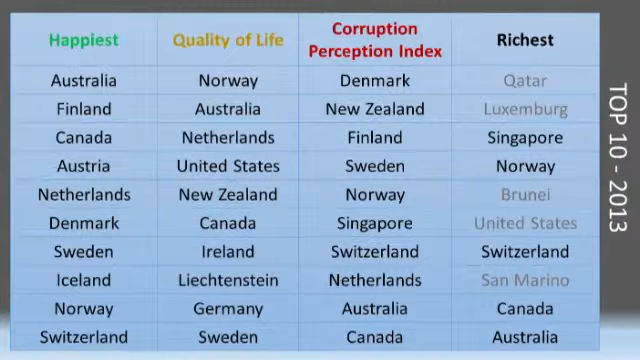 Happiest Quality of Life Corruption Perception Index Richest
Australia Norway Denmark Qatar
Finland Australia New Zealand Luxemburg
Canada Netherlands Finland Singapore
Austria United States Sweden Norway
Netherlands New Zealand Norway Brunei
Denmark Canada Singapore United States
Sweden Ireland Switzerland Switzerland
Iceland Liechtenstein Netherlands San Marino
Norway Germany Australia Canada
Switzerland Sweden Canada Australia
TOP 10 - 2013